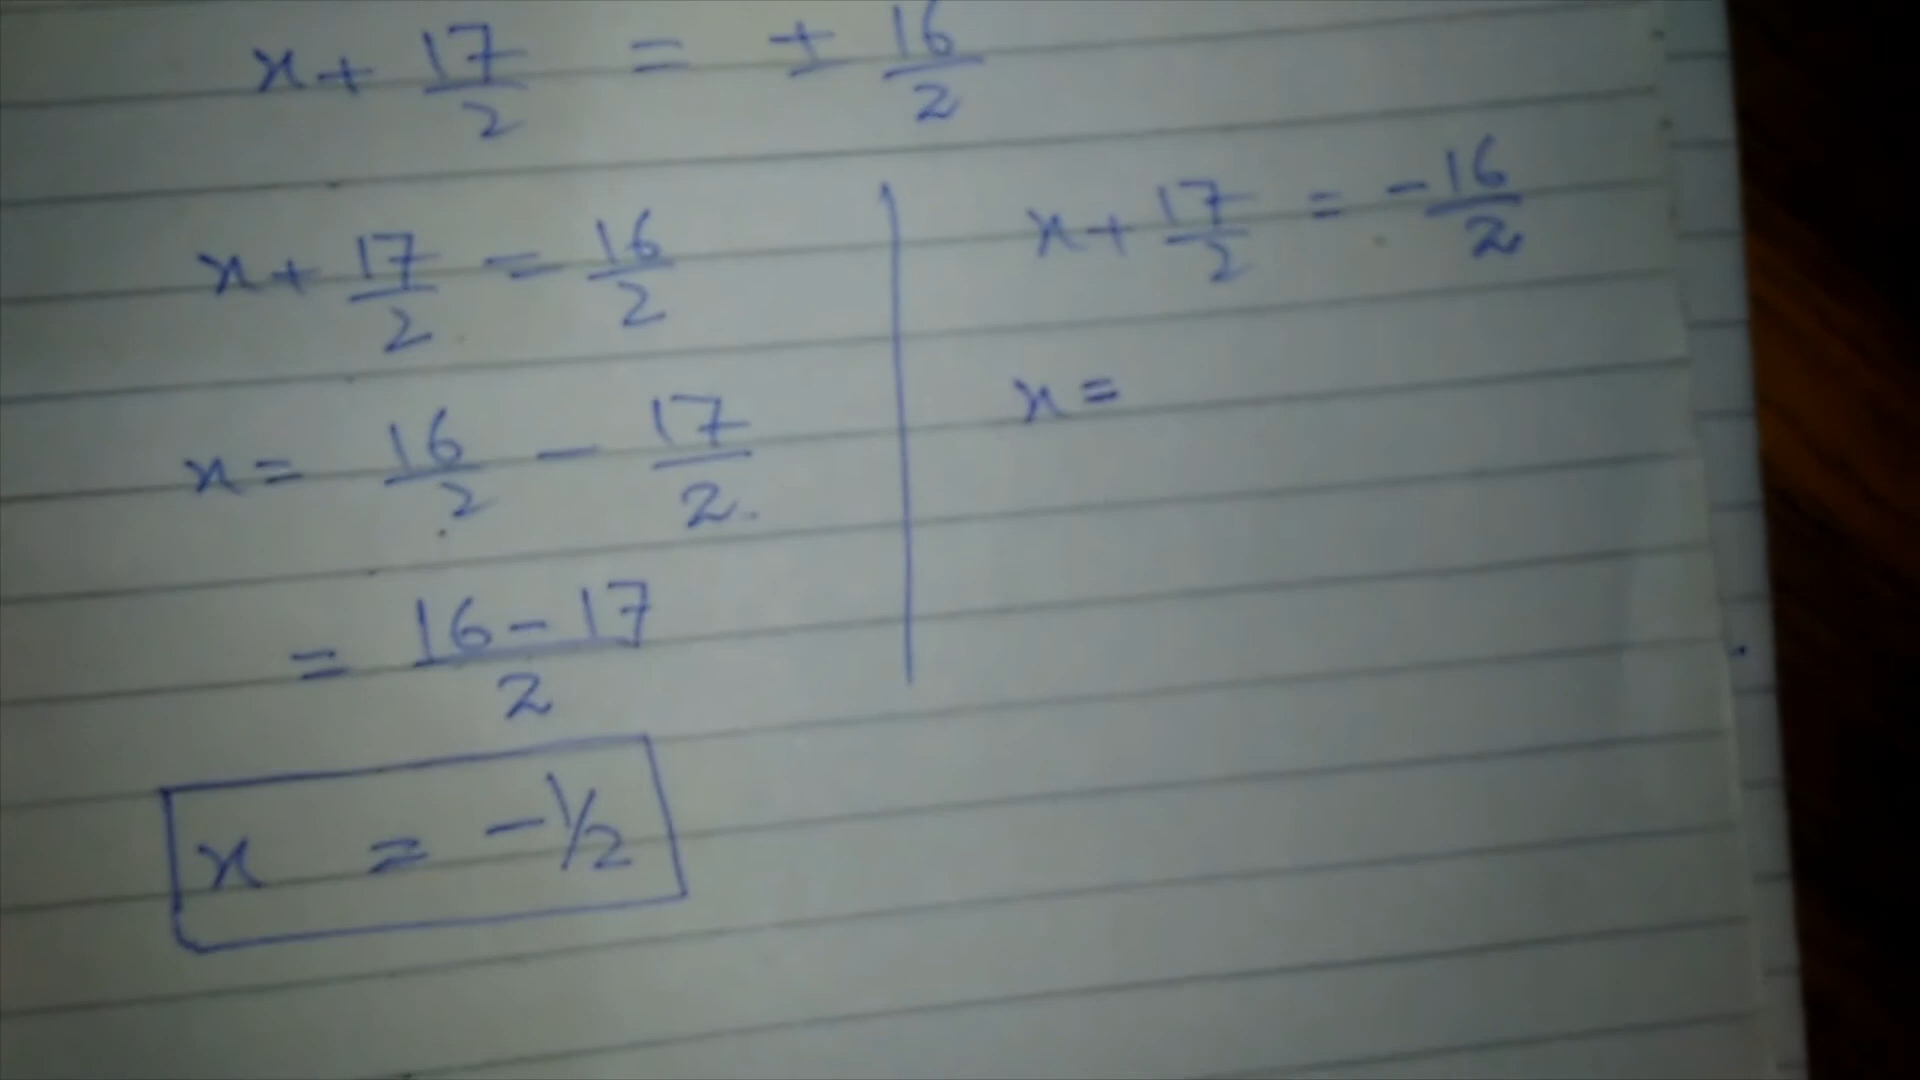 x + 17/2 = ± 16/2
x + 17/2 = 16/2
x = 16/2 - 17/2
= 16-17/2
x = -1/2
x + 17/2 = -16/2
x =